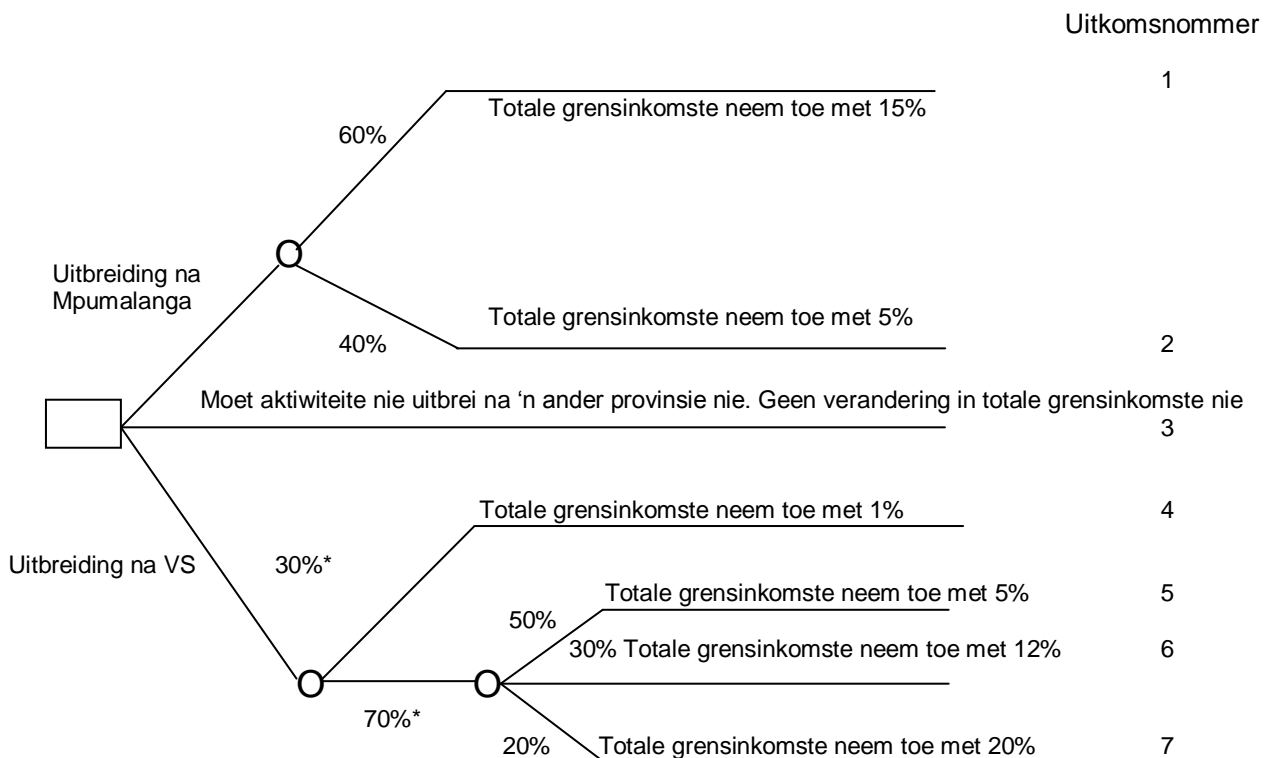 Uitkomsnommer
1
Totale grensinkomste neem toe met 15%
60%
O
Uitbreiding na
Mpumalanga
Totale grensinkomste neem toe met 5%
40%
2
Moet aktiwiteite nie uitbrei na ‘n ander provinsie nie. Geen verandering in totale grensinkomste nie
3
Totale grensinkomste neem toe met 1%
4
Uitbreiding na VS
30%*
Totale grensinkomste neem toe met 5%
5
50%
30% Totale grensinkomste neem toe met 12%
6
O
O
70%*
20%
Totale grensinkomste neem toe met 20%
7